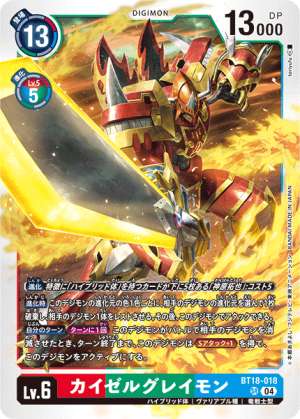 DIGIMON
登場
13
13000
DP
進化
Lv.5
5
進化 特徴に「ハイブリッド体」を持つカードが下に5枚ある「神原拓也」:コスト5
進化時
このデジモンの進化元の色1色ごとに、このデジモンの進化元を選んで1枚
破棄し、相手のデジモン1体をレストさせる。その後、このデジモンでアタックできる。
自分のターン ターンに1回 このデジモンがバトルで相手のデジモンを消
滅させたとき、ターン終了まで、このデジモンは≪Sアタック+1≫を得て、
このデジモンをアクティブにする。
BT18-018
Lv.6
カイゼルグレイモン
SR
04
ハイブリッド体
ヴァリアブル種
竜戦士型